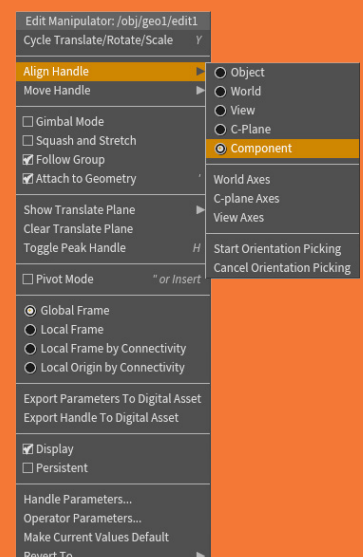 Edit Manipulator: /obj/geo1/edit1
Cycle Translate/Rotate/Scale Y
Align Handle
Move Handle
Gimbal Mode
Squash and Stretch
Follow Group
Attach to Geometry '
Show Translate Plane
Clear Translate Plane
Toggle Peak Handle H
Pivot Mode " or Insert
Global Frame
Local Frame
Local Frame by Connectivity
Local Origin by Connectivity
Export Parameters To Digital Asset
Export Handle To Digital Asset
Display
Persistent
Handle Parameters...
Operator Parameters...
Make Current Values Default
Revert To
Object
World
View
C-Plane
Component
World Axes
C-plane Axes
View Axes
Start Orientation Picking
Cancel Orientation Picking